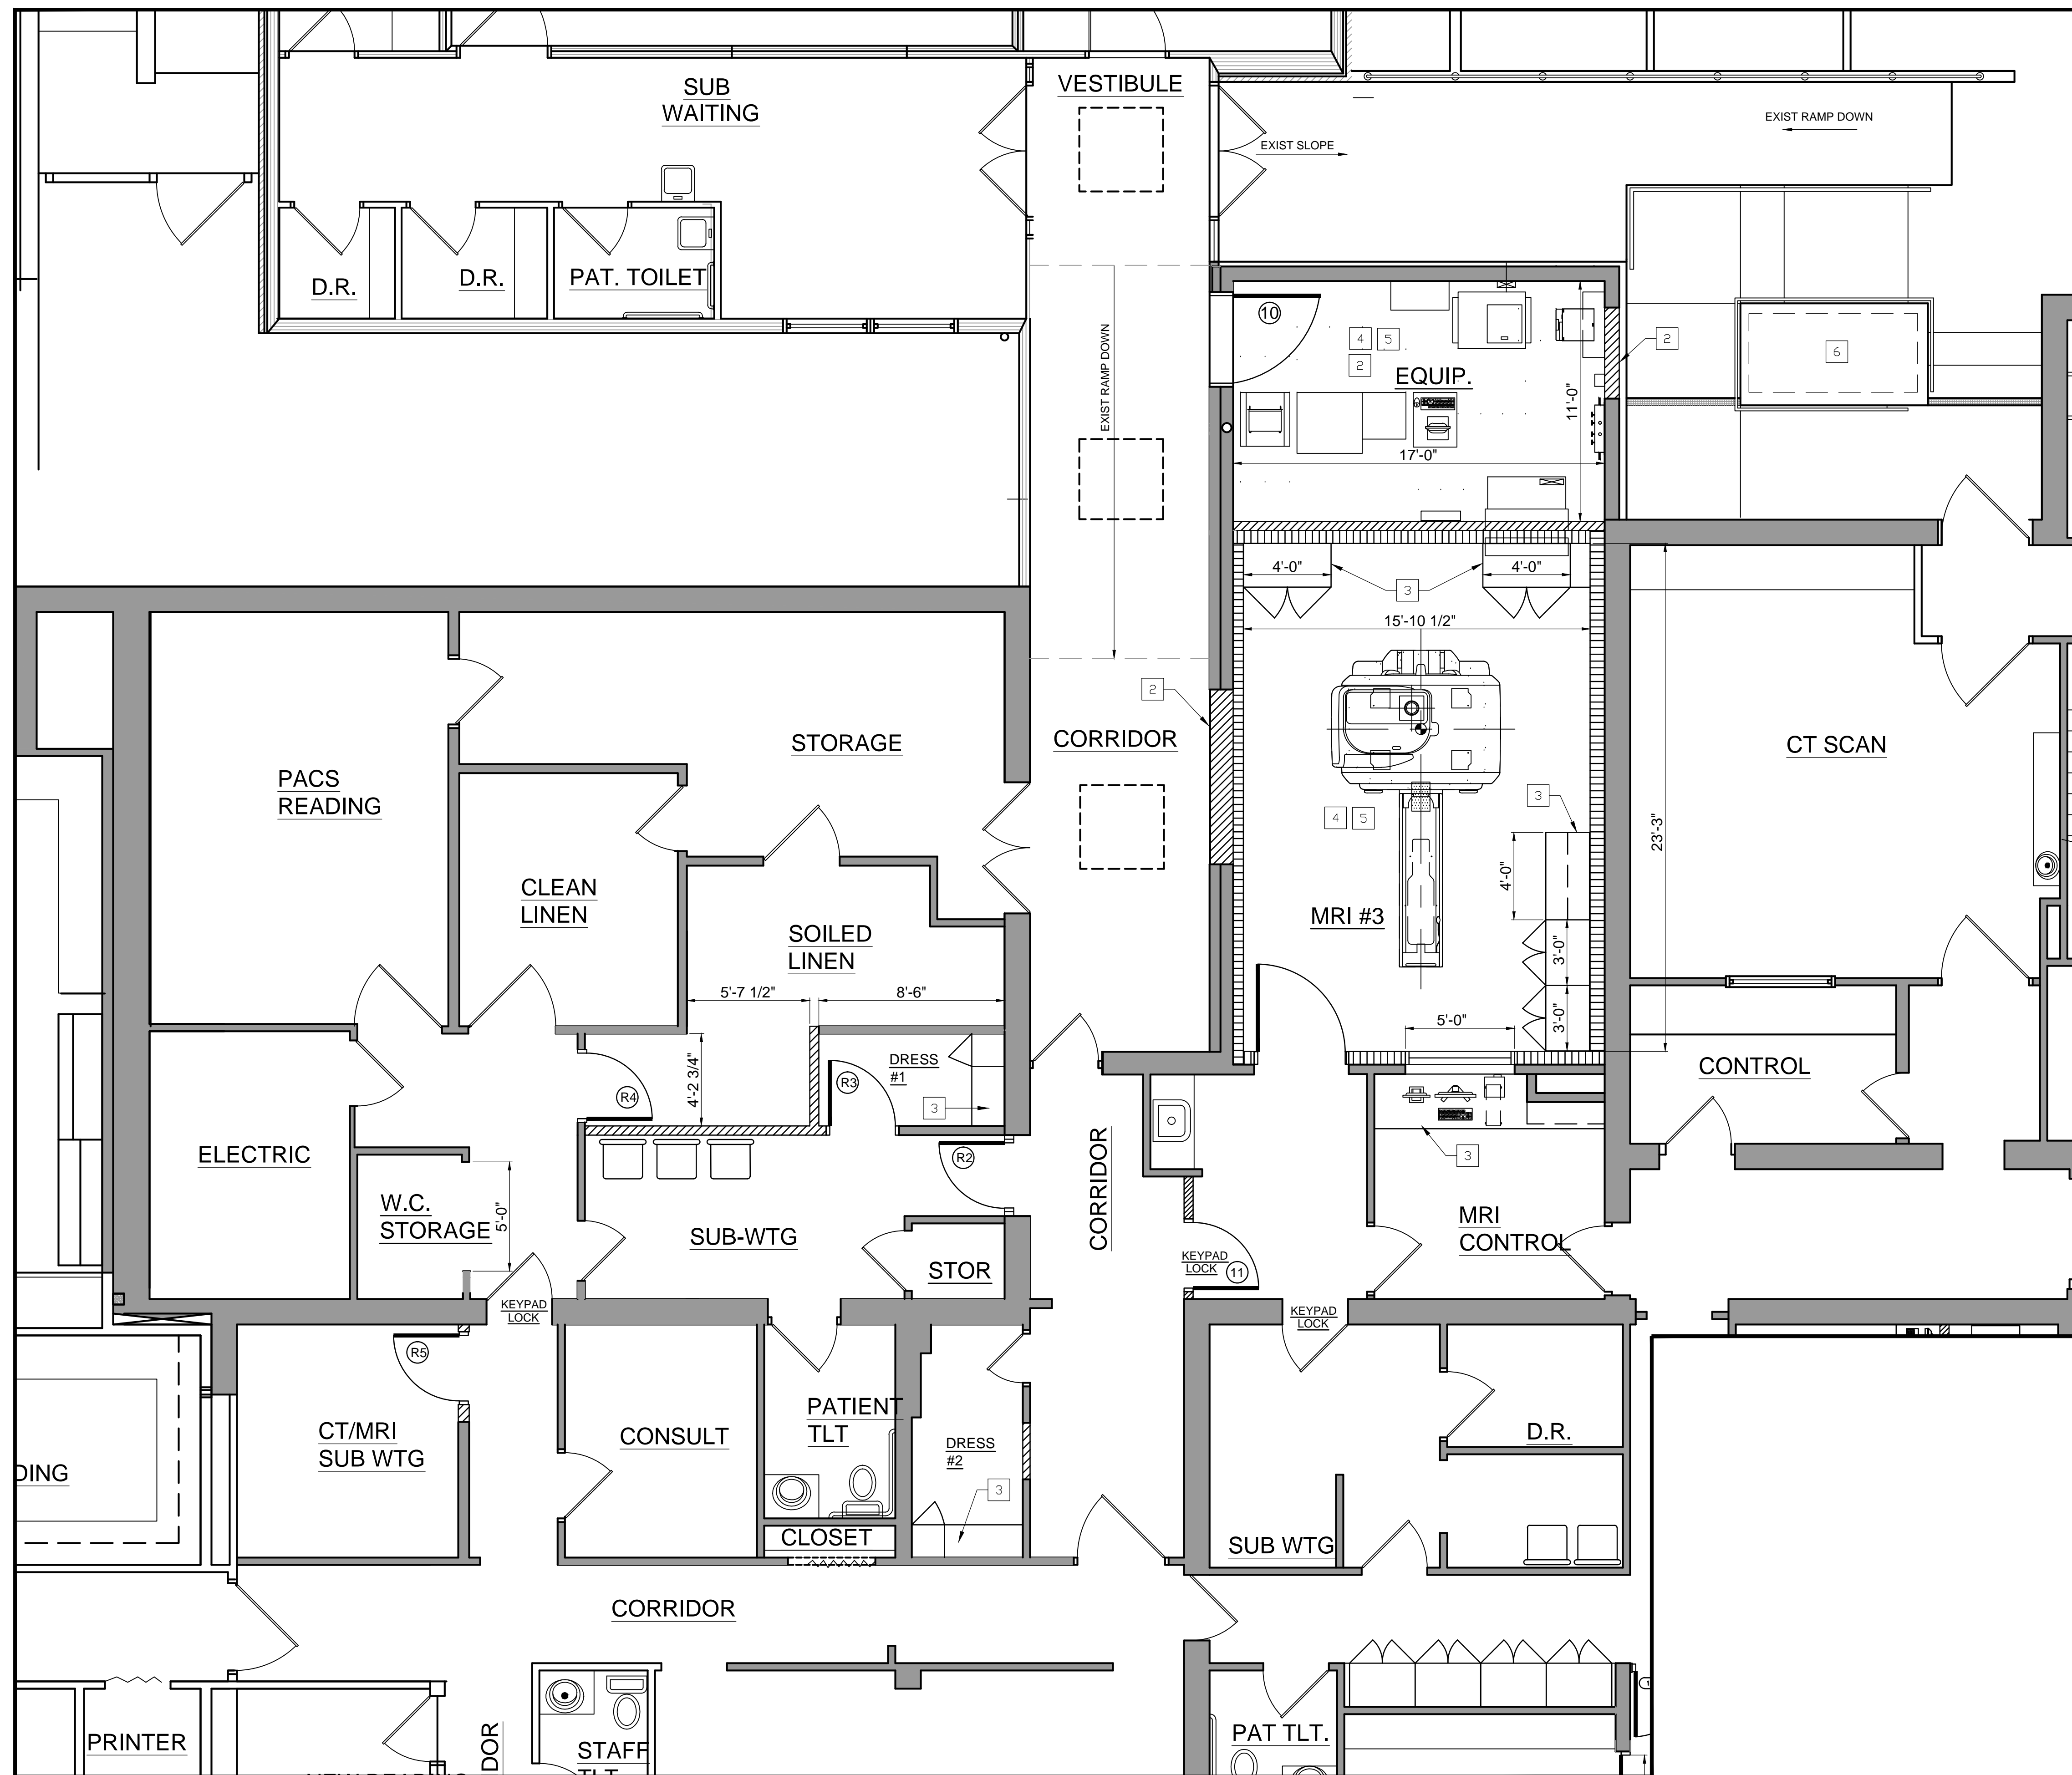 SUB
WAITING
VESTIBULE
EXIST RAMP DOWN
EXIST SLOPE
D.R.
D.R.
PAT. TOILET
EXIST RAMP DOWN
10
4
5
2
EQUIP.
11'-0"
17'-0"
2
6
4'-0"
3
4'-0"
15'-10 1/2"
2
CORRIDOR
STORAGE
PACS
READING
CT SCAN
3
4
5
4'-0"
23'-3"
CLEAN
LINEN
MRI #3
SOILED
LINEN
3'-0"
5'-7 1/2"
8'-6"
3'-0"
5'-0"
DRESS
#1
4'-2 3/4"
R4
R3
3
CONTROL
ELECTRIC
R2
CORRIDOR
3
W.C.
STORAGE
5'-0"
SUB-WTG
STOR
KEYPAD
LOCK
11
MRI
CONTROL
KEYPAD
LOCK
KEYPAD
LOCK
R5
CT/MRI
SUB WTG
CONSULT
PATIENT
TLT
DRESS
#2
3
D.R.
DING
CLOSET
SUB WTG
CORRIDOR
PRINTER
DOR
STAFF
TLT
PAT TLT.